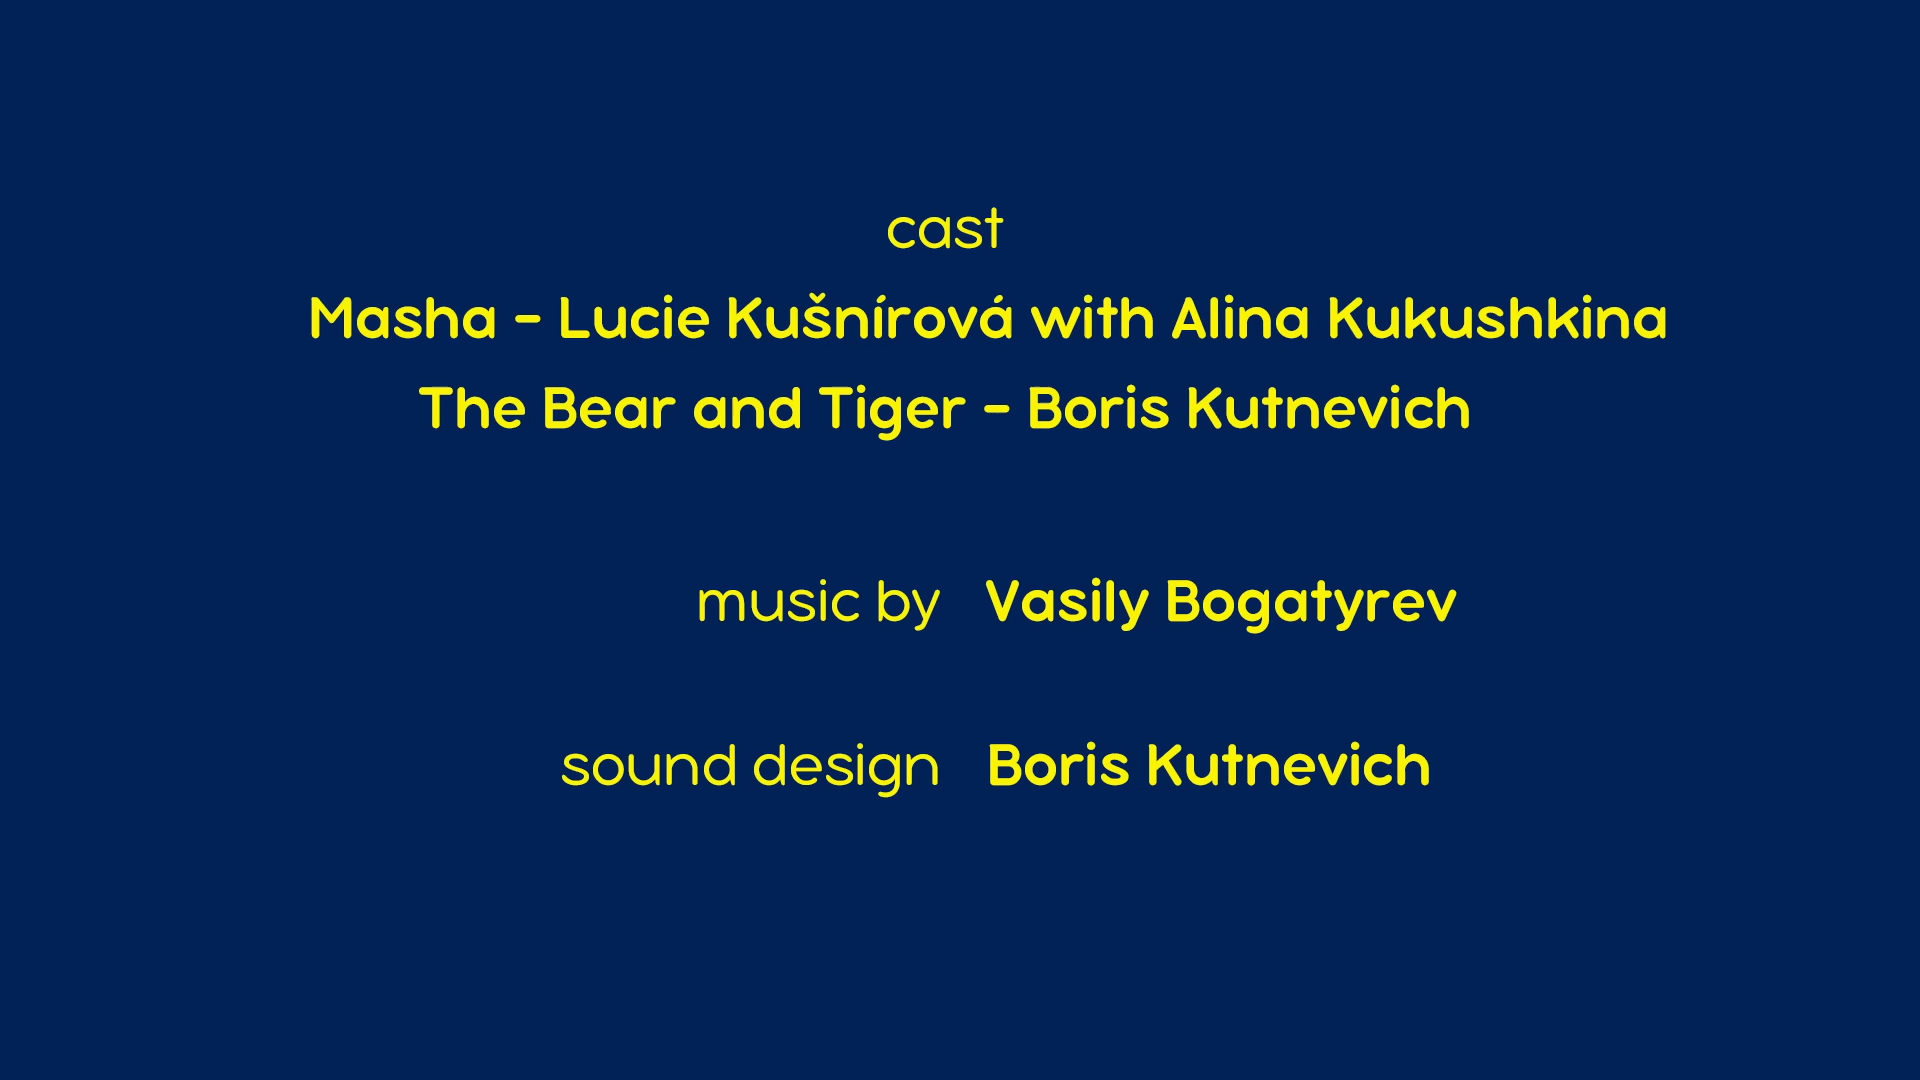 cast
Masha - Lucie Kušnírová with Alina Kukushkina
The Bear and Tiger - Boris Kutnevich
music by Vasily Bogatyrev
sound design Boris Kutnevich